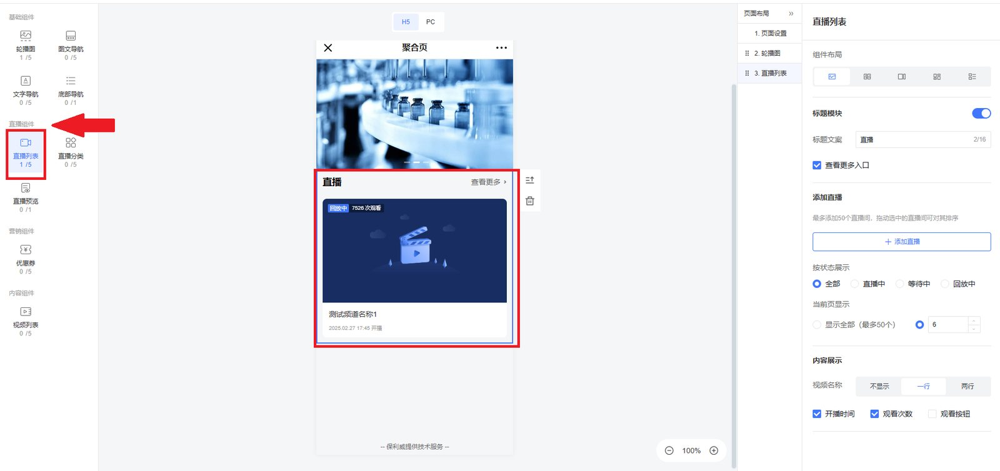 基础组件
轮播图
1 /5
图文导航
0 /5
文字导航
0 /5
底部导航
0 /1
直播组件
直播列表
1 /5
直播分类
0 /5
直播预览
0 /1
营销组件
优惠券
0 /5
内容组件
视频列表
0 /5
H5 PC
聚合页
直播
查看更多 ›
回放中 7526 次观看
测试频道名称1
2025.02.27 17:45 开播
-- 保利威提供技术服务 --
100%
页面布局 »
1. 页面设置
2. 轮播图
3. 直播列表
直播列表
组件布局
标题模块
标题文案 直播 2/16
查看更多入口
添加直播
最多添加50个直播间，拖动选中的直播间可对其排序
+ 添加直播
按状态展示
全部 直播中 等待中 回放中
当前页显示
显示全部（最多50个） 6
内容展示
视频名称 不显示 一行 两行
开播时间 观看次数 观看按钮